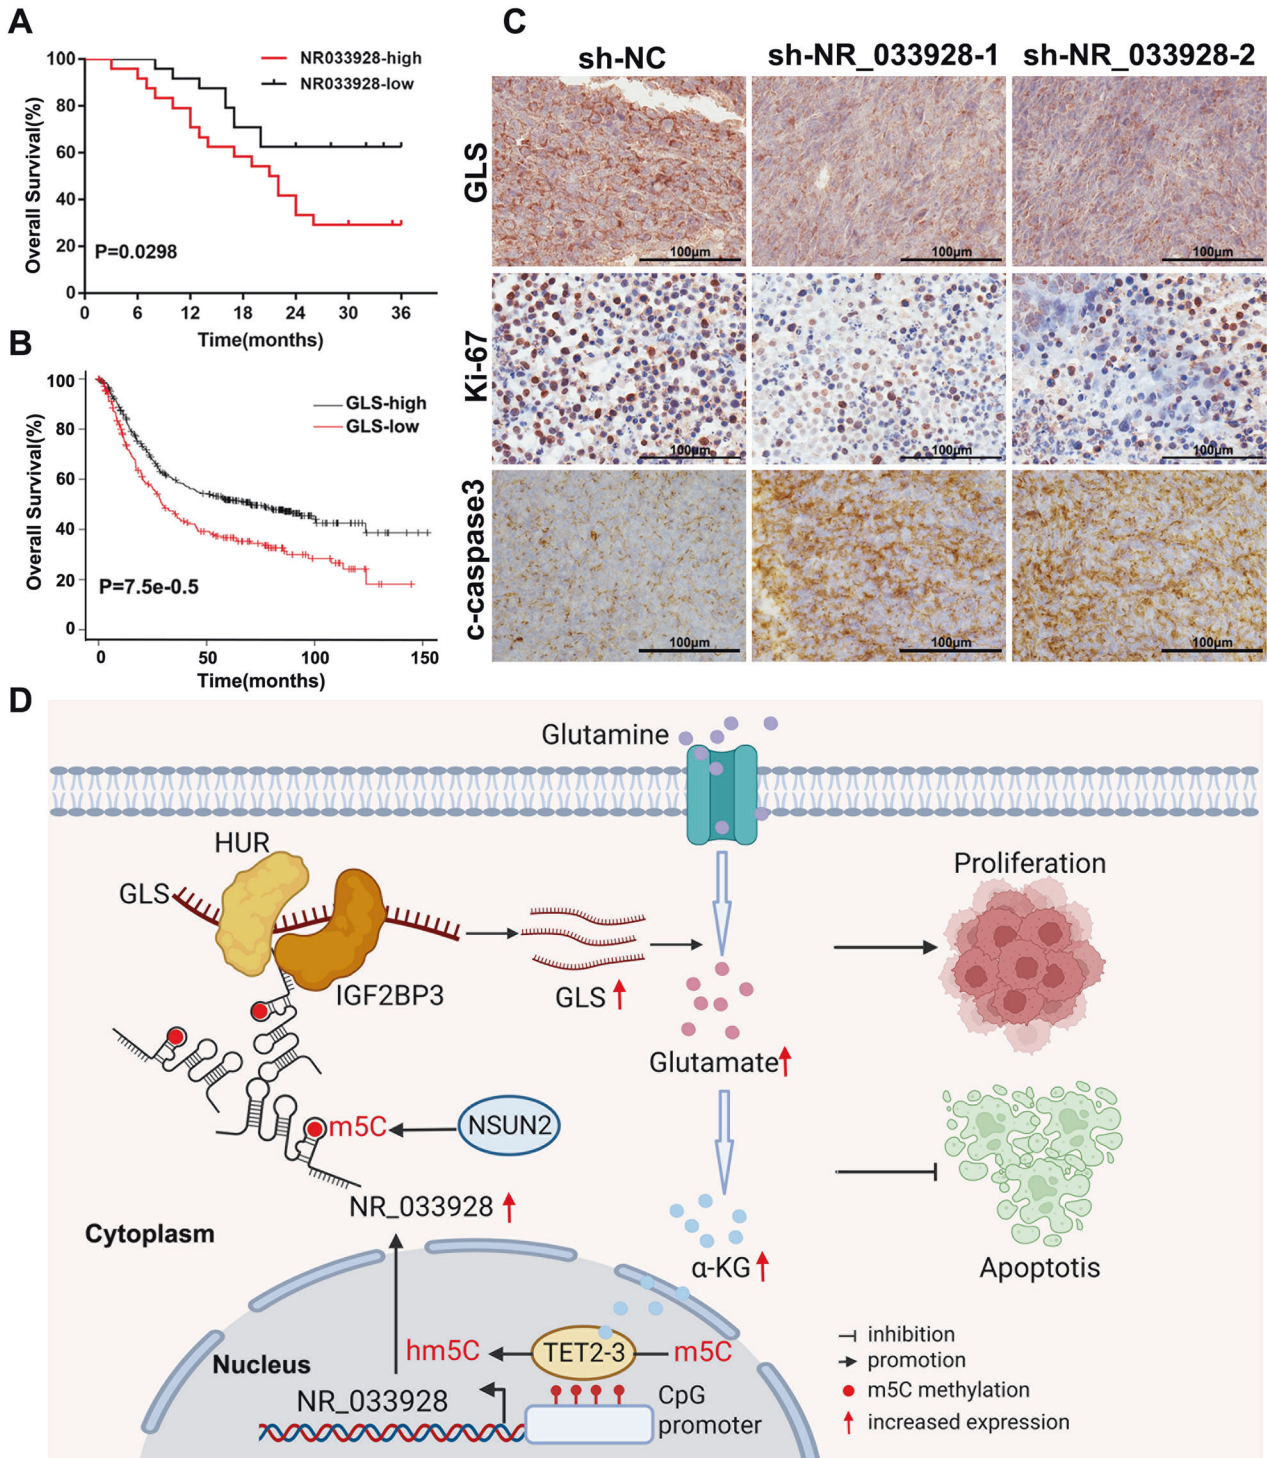 A
Overall Survival(%)
100
80
60
40
20
0
0 6 12 18 24 30 36
Time(months)
NR033928-high
NR033928-low
P=0.0298
B
Overall Survival(%)
100
80
60
40
20
0
0 50 100 150
Time(months)
GLS-high
GLS-low
P=7.5e-0.5
C
sh-NC sh-NR_033928-1 sh-NR_033928-2
GLS
100μm 100μm 100μm
Ki-67
100μm 100μm 100μm
c-caspase3
100μm 100μm 100μm
D
Glutamine
HUR
GLS
IGF2BP3
GLS
Glutamate
Proliferation
m5C
NSUN2
NR_033928
Cytoplasm
α-KG
Apoptotis
Nucleus
hm5C
TET2-3
m5C
NR_033928
CpG
promoter
inhibition
promotion
m5C methylation
increased expression